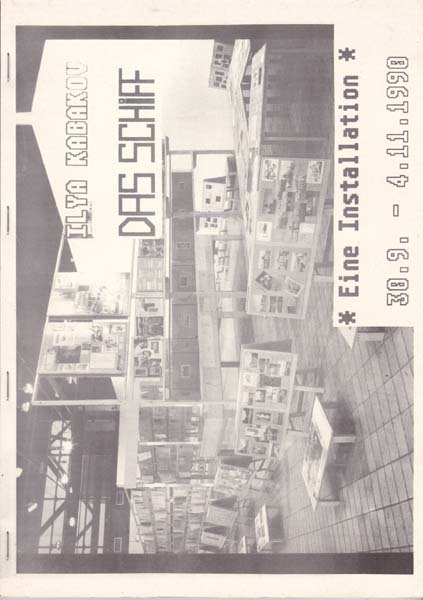 ILYA KABAKOV
DAS SCHIFF
* Eine Installation *
30.9. - 4.11.1990